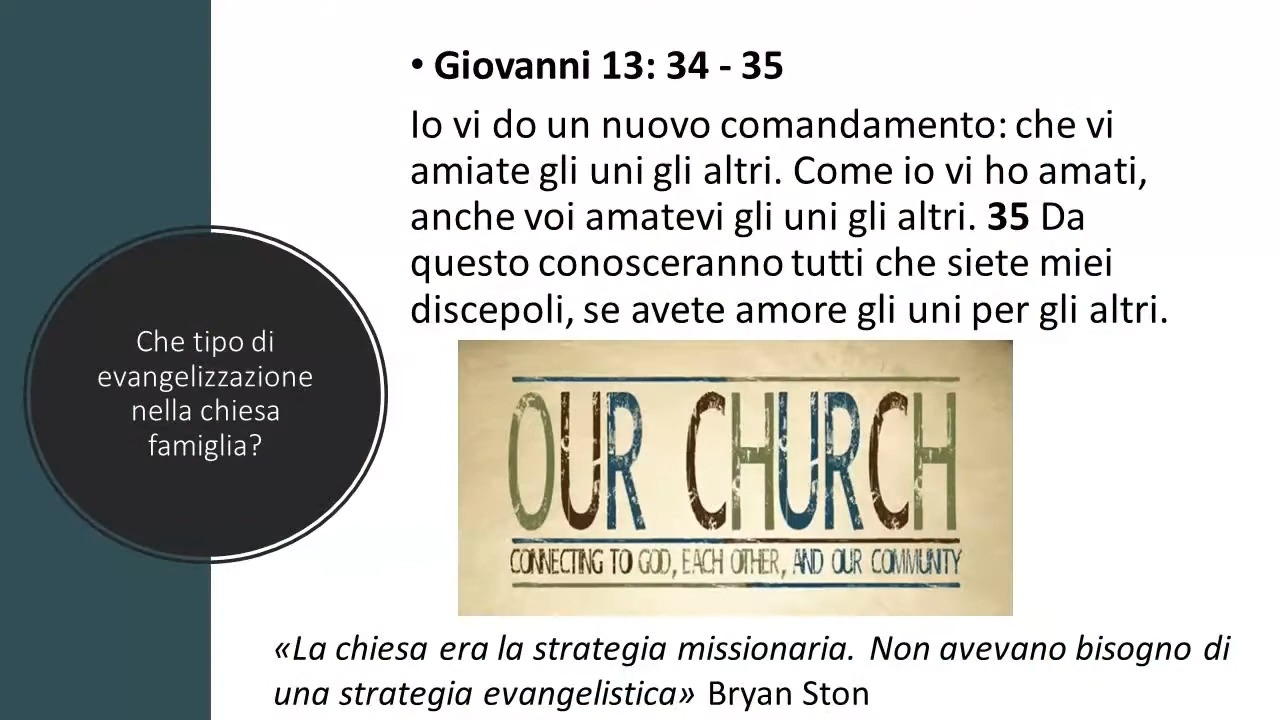 • Giovanni 13: 34 - 35
Io vi do un nuovo comandamento: che vi
amiate gli uni gli altri. Come io vi ho amati,
anche voi amatevi gli uni gli altri. 35 Da
questo conosceranno tutti che siete miei
discepoli, se avete amore gli uni per gli altri.
Che tipo di
evangelizzazione
nella chiesa
famiglia?
OUR CHURCH
CONNECTING TO GOD, EACH OTHER, AND OUR COMMUNITY
«La chiesa era la strategia missionaria. Non avevano bisogno di
una strategia evangelistica» Bryan Ston